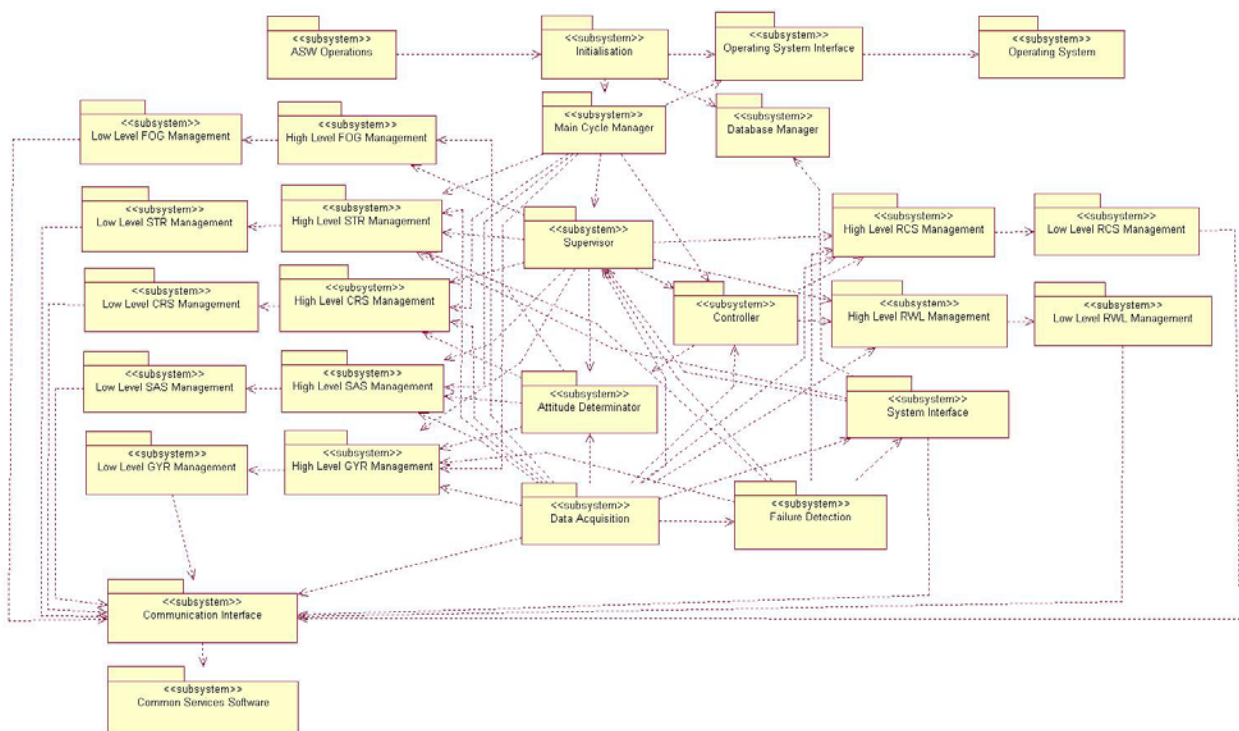 <<subsystem>>
ASW Operations
<<subsystem>>
Initialisation
<<subsystem>>
Operating System Interface
<<subsystem>>
Operating System
<<subsystem>>
Low Level FOG Management
<<subsystem>>
High Level FOG Management
<<subsystem>>
Main Cycle Manager
<<subsystem>>
Database Manager
<<subsystem>>
Low Level STR Management
<<subsystem>>
High Level STR Management
<<subsystem>>
Supervisor
<<subsystem>>
High Level RCS Management
<<subsystem>>
Low Level RCS Management
<<subsystem>>
Low Level CRS Management
<<subsystem>>
High Level CRS Management
<<subsystem>>
Controller
<<subsystem>>
High Level RWL Management
<<subsystem>>
Low Level RWL Management
<<subsystem>>
Low Level SAS Management
<<subsystem>>
High Level SAS Management
<<subsystem>>
Attitude Determinator
<<subsystem>>
System Interface
<<subsystem>>
Low Level GYR Management
<<subsystem>>
High Level GYR Management
<<subsystem>>
Data Acquisition
<<subsystem>>
Failure Detection
<<subsystem>>
Communication Interface
<<subsystem>>
Common Services Software